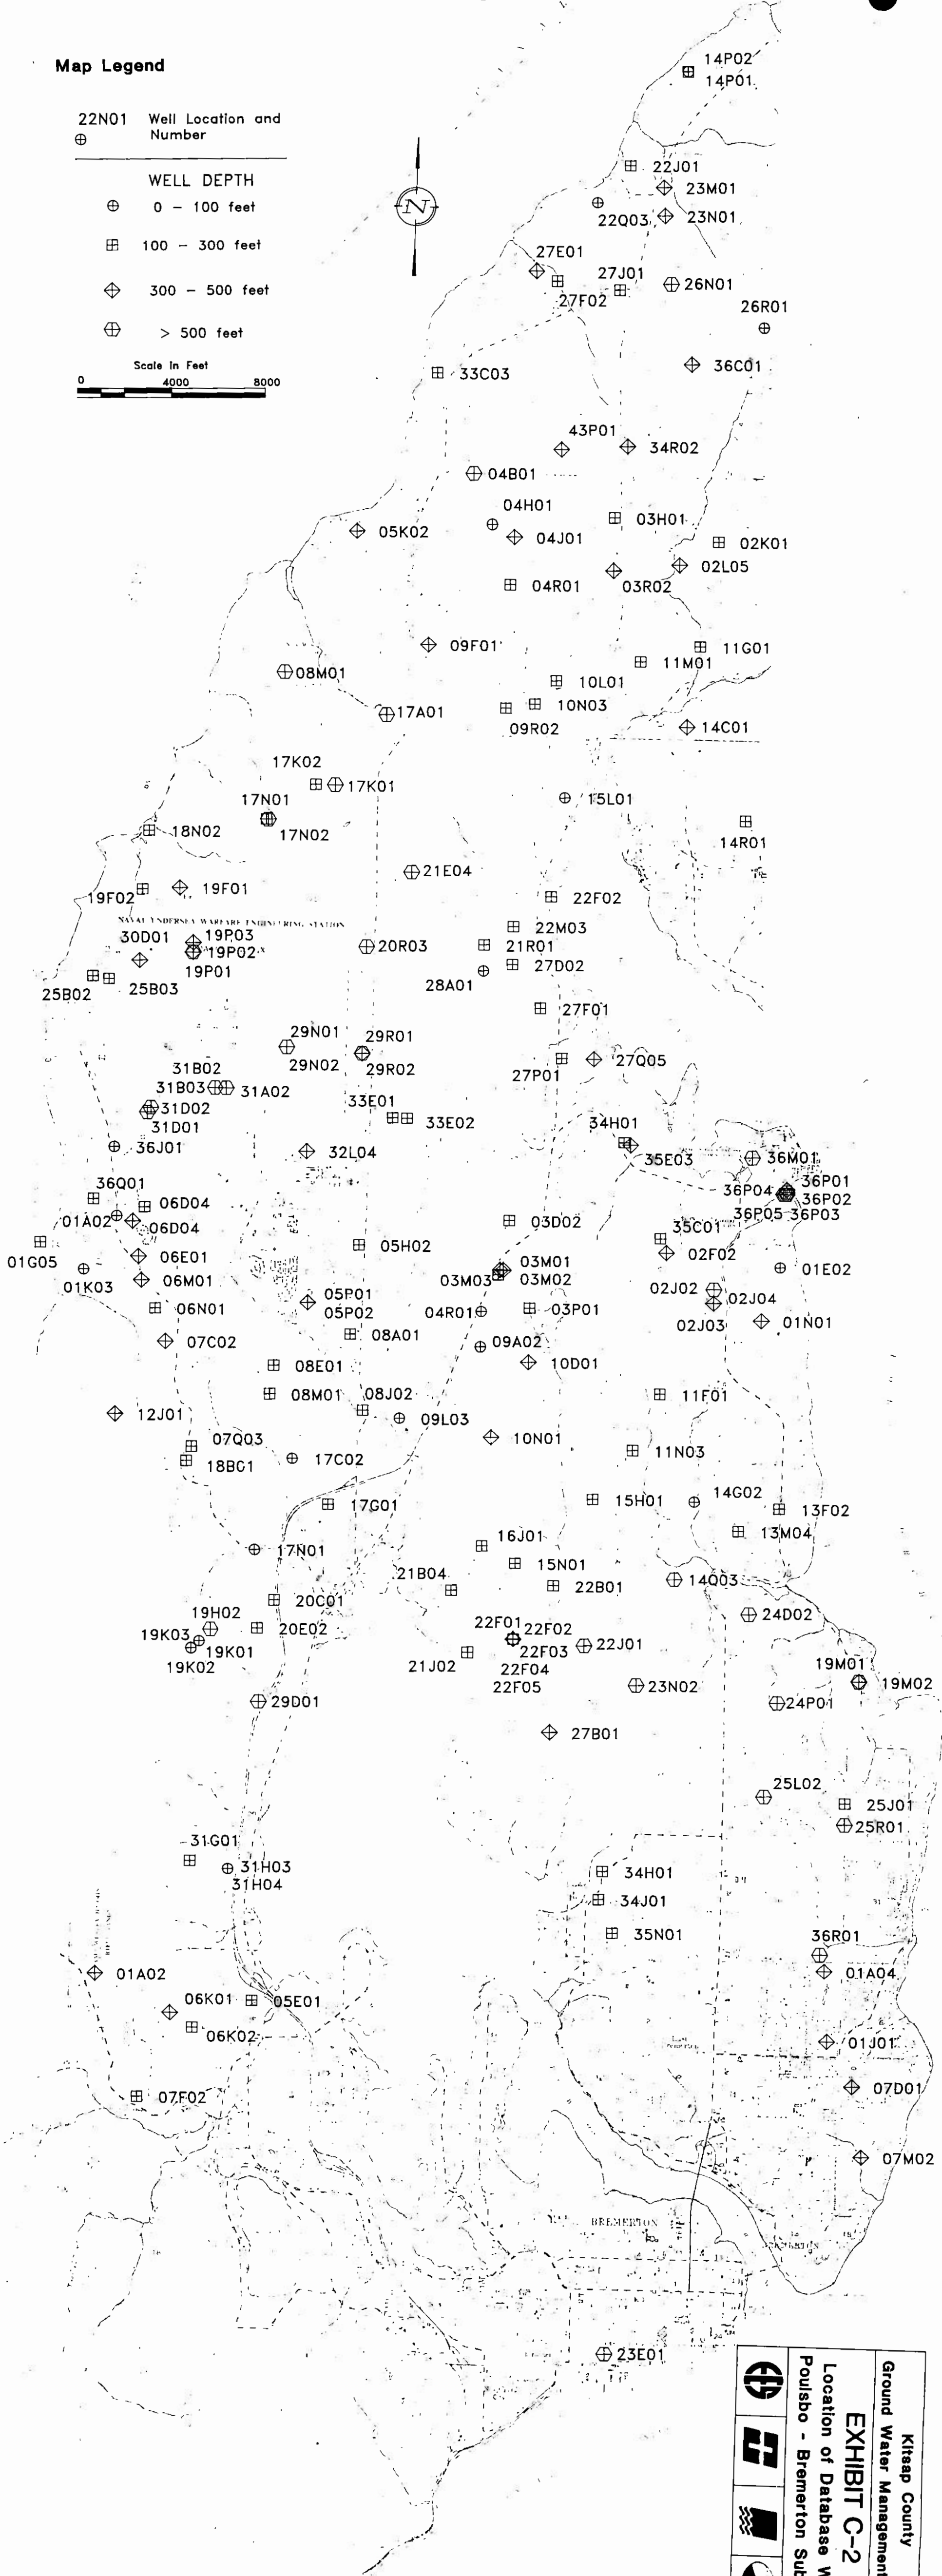 Map Legend
22N01 Well Location and
Number
WELL DEPTH
0 - 100 feet
100 - 300 feet
300 - 500 feet
> 500 feet
Scale In Feet
0 4000 8000
N
14P02
14P01
22J01
23M01
22Q03
23N01
27E01
27J01
26N01
27F02
26R01
36C01
33C03
43P01
34R02
04B01
04H01
03H01
05K02
04J01
02K01
02L05
04R01
03R02
09F01
11G01
11M01
08M01
10L01
10N03
17A01
09R02
14C01
17K02
17K01
17N01
15L01
18N02
17N02
14R01
21E04
19F02
19F01
22F02
NAVAL UNDERSEA WARFARE ENGINEERING STATION
22M03
30D01
19P03
19P02
20R03
21R01
19P01
27D02
25B02
25B03
28A01
27F01
29N01
29R01
29N02
29R02
27P01
27Q05
31B02
31B03
31A02
31D02
33E01
31D01
33E02
34H01
36J01
32L04
35E03
36M01
36Q01
36P04
36P01
06D04
36P02
01A02
06D04
03D02
36P05
36P03
35C01
01G05
05H02
06E01
02F02
01K03
03M01
01E02
06M01
03M03
03M02
02J02
05P01
02J04
06N01
05P02
04R01
03P01
02J03
01N01
07C02
08A01
09A02
08E01
10D01
08M01
08J02
11F01
12J01
09L03
07Q03
10N01
11N03
18B01
17C02
17G01
15H01
14G02
13F02
16J01
13M04
17N01
15N01
21B04
22B01
14Q03
20C01
24D02
19H02
20E02
22F01
22F02
19K03
19K01
22F03
22J01
19K02
21J02
22F04
19M01
22F05
23N02
19M02
29D01
24P01
27B01
25L02
25J01
25R01
31G01
31H03
34H01
31H04
34J01
35N01
36R01
01A02
01A04
06K01
05E01
06K02
01J01
07D01
07F02
07M02
BREMERTON
23E01
Kitsap County
Ground Water Management
EXHIBIT C-2
Location of Database
Poulsbo - Bremerton